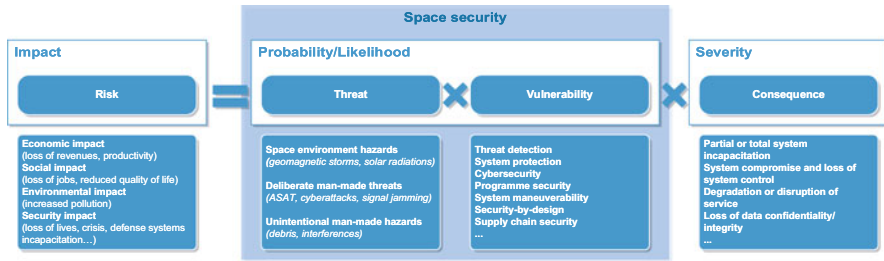 Space security
Impact
Probability/Likelihood
Severity
Risk
=
Threat
×
Vulnerability
×
Consequence
Economic impact
(loss of revenues, productivity)
Social impact
(loss of jobs, reduced quality of life)
Environmental impact
(increased pollution)
Security impact
(loss of lives, crisis, defense systems
incapacitation…)
Space environment hazards
(geomagnetic storms, solar radiations)
Deliberate man-made threats
(ASAT, cyberattacks, signal jamming)
Unintentional man-made hazards
(debris, interferences)
Threat detection
System protection
Cybersecurity
Programme security
System maneuverability
Security-by-design
Supply chain security
...
Partial or total system
incapacitation
System compromise and loss of
system control
Degradation or disruption of
service
Loss of data confidentiality/
integrity
...